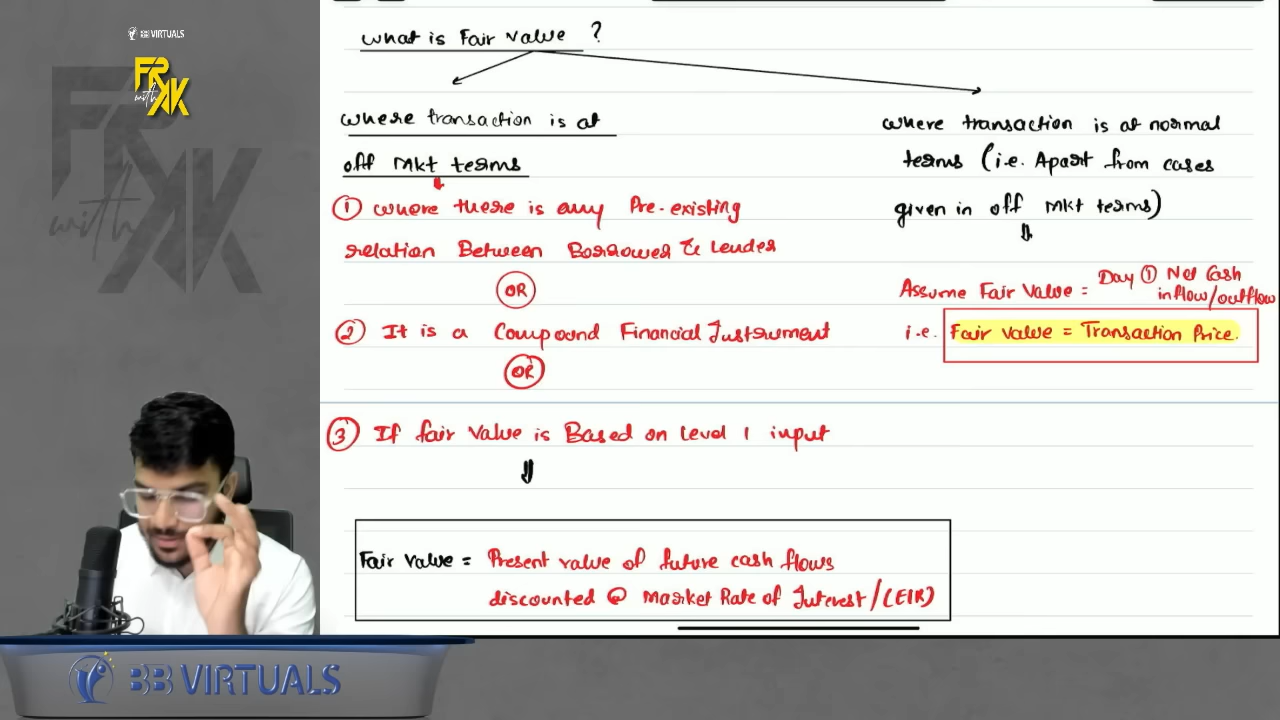 BB VIRTUALS
FR
with
AK
FR
with
AK
What is Fair Value ?
where transaction is at
off Mkt terms
① where there is any Pre-existing
relation Between Borrower & Lender
OR
② It is a Compound Financial Instrument
OR
③ If fair value is Based on Level 1 input
Fair Value = Present value of future cash flows
discounted @ Market Rate of Interest/(EIR)
where transaction is at normal
terms (i.e. Apart from cases
given in off Mkt terms)
Assume Fair Value = Day ① Net Cash
inflow/outflow
i.e. Fair Value = Transaction Price.
BB VIRTUALS